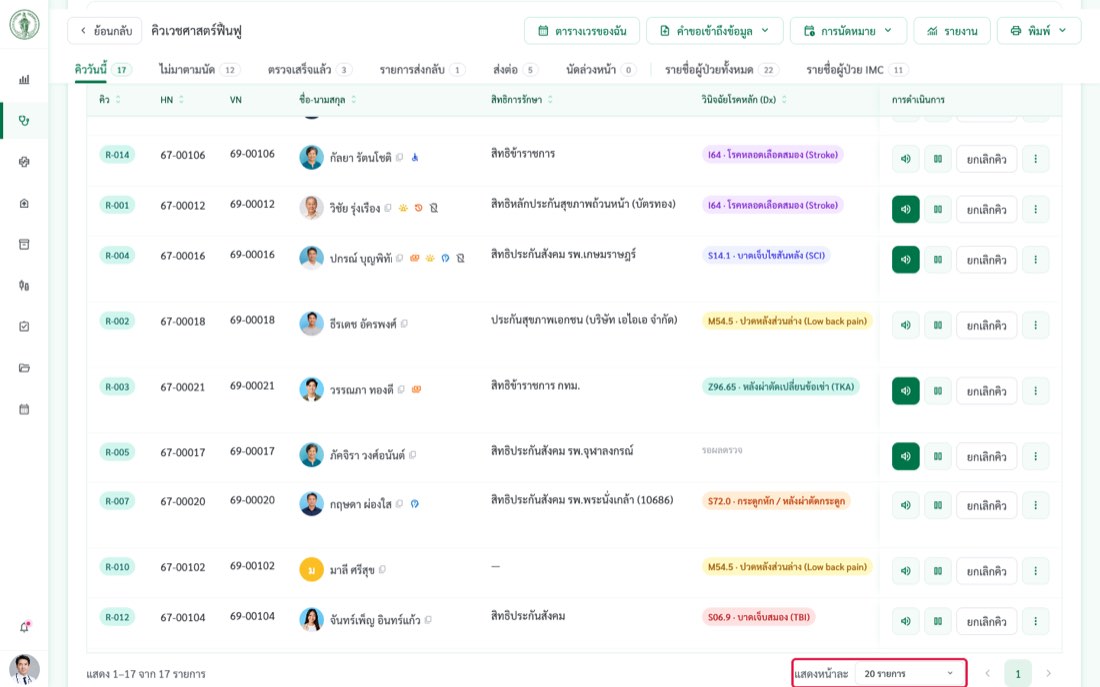 ย้อนกลับ คิวเวชศาสตร์ฟื้นฟู ตารางเวรของฉัน คำขอเข้าถึงข้อมูล การนัดหมาย รายงาน พิมพ์
คิววันนี้ 17 ไม่มาตามนัด 12 ตรวจเสร็จแล้ว 3 รายการส่งกลับ 1 ส่งต่อ 5 นัดล่วงหน้า 0 รายชื่อผู้ป่วยทั้งหมด 22 รายชื่อผู้ป่วย IMC 11
คิว HN VN ชื่อ-นามสกุล สิทธิการรักษา วินิจฉัยโรคหลัก (Dx) การดำเนินการ
R-014 67-00106 69-00106 กัลยา รัตนโชติ สิทธิข้าราชการ I64 · โรคหลอดเลือดสมอง (Stroke) ยกเลิกคิว
R-001 67-00012 69-00012 วิชัย รุ่งเรือง สิทธิหลักประกันสุขภาพถ้วนหน้า (บัตรทอง) I64 · โรคหลอดเลือดสมอง (Stroke) ยกเลิกคิว
R-004 67-00016 69-00016 ปกรณ์ บุญพิทั สิทธิประกันสังคม รพ.เกษมราษฎร์ S14.1 · บาดเจ็บไขสันหลัง (SCI) ยกเลิกคิว
R-002 67-00018 69-00018 ธีรเดช อัครพงศ์ ประกันสุขภาพเอกชน (บริษัท เอไอเอ จำกัด) M54.5 · ปวดหลังส่วนล่าง (Low back pain) ยกเลิกคิว
R-003 67-00021 69-00021 วรรณภา ทองดี สิทธิข้าราชการ กทม. Z96.65 · หลังผ่าตัดเปลี่ยนข้อเข่า (TKA) ยกเลิกคิว
R-005 67-00017 69-00017 ภัคจิรา วงศ์อนันต์ สิทธิประกันสังคม รพ.จุฬาลงกรณ์ รอผลตรวจ ยกเลิกคิว
R-007 67-00020 69-00020 กฤษดา ผ่องใส สิทธิประกันสังคม รพ.พระนั่งเกล้า (10686) S72.0 · กระดูกหัก / หลังผ่าตัดกระดูก ยกเลิกคิว
R-010 67-00102 69-00102 ม มาลี ศรีสุข — M54.5 · ปวดหลังส่วนล่าง (Low back pain) ยกเลิกคิว
R-012 67-00104 69-00104 จันทร์เพ็ญ อินทร์แก้ว สิทธิประกันสังคม S06.9 · บาดเจ็บสมอง (TBI) ยกเลิกคิว
แสดง 1–17 จาก 17 รายการ แสดงหน้าละ 20 รายการ 1